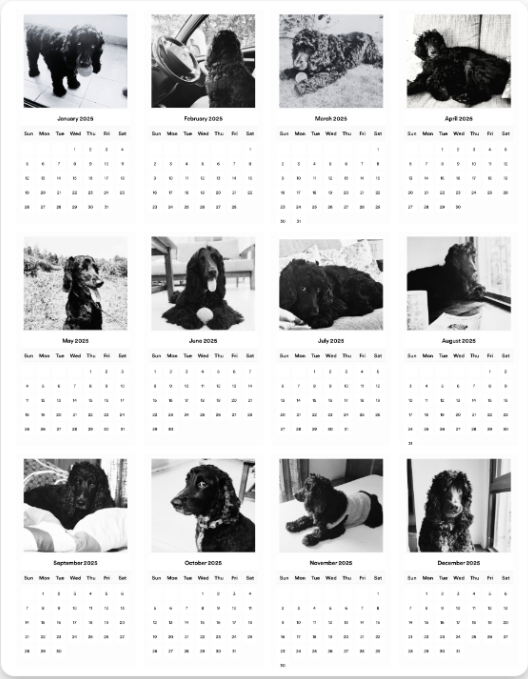 January 2025
Sun Mon Tue Wed Thu Fri Sat
1 2 3 4
5 6 7 8 9 10 11
12 13 14 15 16 17 18
19 20 21 22 23 24 25
26 27 28 29 30 31
February 2025
Sun Mon Tue Wed Thu Fri Sat
1
2 3 4 5 6 7 8
9 10 11 12 13 14 15
16 17 18 19 20 21 22
23 24 25 26 27 28
March 2025
Sun Mon Tue Wed Thu Fri Sat
1
2 3 4 5 6 7 8
9 10 11 12 13 14 15
16 17 18 19 20 21 22
23 24 25 26 27 28 29
30 31
April 2025
Sun Mon Tue Wed Thu Fri Sat
1 2 3 4 5
6 7 8 9 10 11 12
13 14 15 16 17 18 19
20 21 22 23 24 25 26
27 28 29 30
May 2025
Sun Mon Tue Wed Thu Fri Sat
1 2 3
4 5 6 7 8 9 10
11 12 13 14 15 16 17
18 19 20 21 22 23 24
25 26 27 28 29 30 31
June 2025
Sun Mon Tue Wed Thu Fri Sat
1 2 3 4 5 6 7
8 9 10 11 12 13 14
15 16 17 18 19 20 21
22 23 24 25 26 27 28
29 30
July 2025
Sun Mon Tue Wed Thu Fri Sat
1 2 3 4 5
6 7 8 9 10 11 12
13 14 15 16 17 18 19
20 21 22 23 24 25 26
27 28 29 30 31
August 2025
Sun Mon Tue Wed Thu Fri Sat
1 2
3 4 5 6 7 8 9
10 11 12 13 14 15 16
17 18 19 20 21 22 23
24 25 26 27 28 29 30
31
September 2025
Sun Mon Tue Wed Thu Fri Sat
1 2 3 4 5 6
7 8 9 10 11 12 13
14 15 16 17 18 19 20
21 22 23 24 25 26 27
28 29 30
October 2025
Sun Mon Tue Wed Thu Fri Sat
1 2 3 4
5 6 7 8 9 10 11
12 13 14 15 16 17 18
19 20 21 22 23 24 25
26 27 28 29 30 31
November 2025
Sun Mon Tue Wed Thu Fri Sat
1
2 3 4 5 6 7 8
9 10 11 12 13 14 15
16 17 18 19 20 21 22
23 24 25 26 27 28 29
30
December 2025
Sun Mon Tue Wed Thu Fri Sat
1 2 3 4 5 6
7 8 9 10 11 12 13
14 15 16 17 18 19 20
21 22 23 24 25 26 27
28 29 30 31